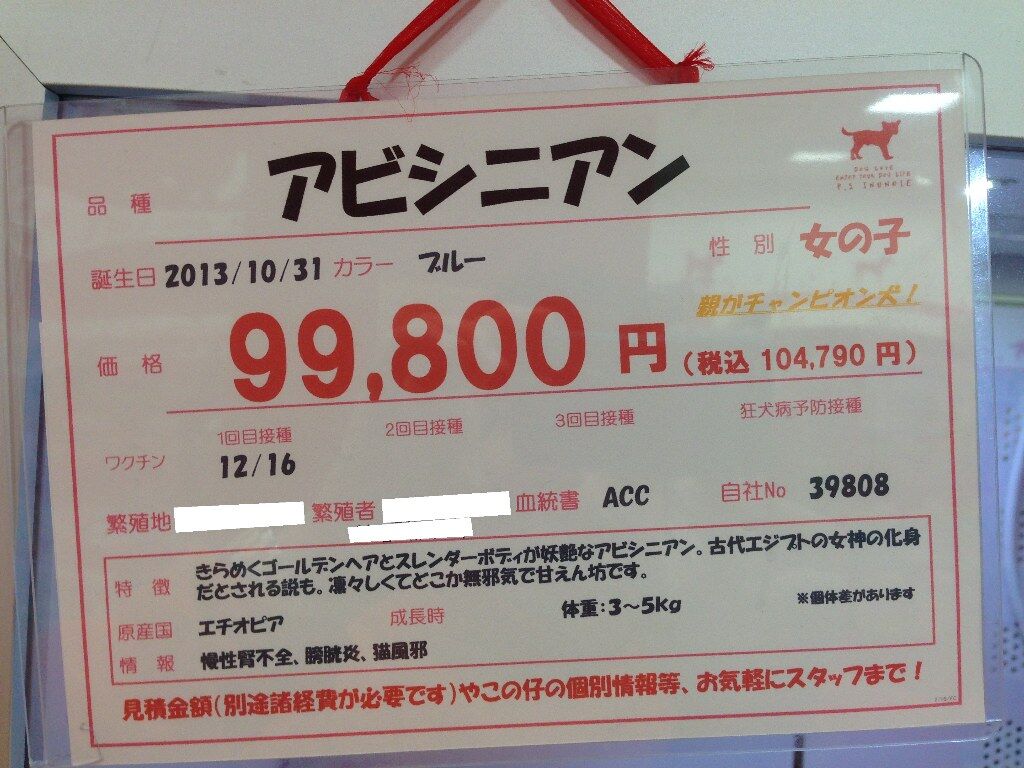 品種 アビシニアン
DOG LOVE
ENJOY YOUR DOG LIFE
P.S INUNOIE
性別 女の子
誕生日 2013/10/31 カラー ブルー
親がチャンピオン犬!
価格 99,800円 (税込 104,790円)
1回目接種 2回目接種 3回目接種 狂犬病予防接種
ワクチン 12/16
繁殖地 繁殖者 血統書 ACC 自社No 39808
特徴 きらめくゴールデンヘアとスレンダーボディが妖艶なアビシニアン。古代エジプトの女神の化身
だとされる説も。凛々しくてどこか無邪気で甘えん坊です。
原産国 エチオピア 成長時 体重:3~5kg ※個体差があります
情報 慢性腎不全、膀胱炎、猫風邪
見積金額(別途諸経費が必要です)やこの仔の個別情報等、お気軽にスタッフまで!